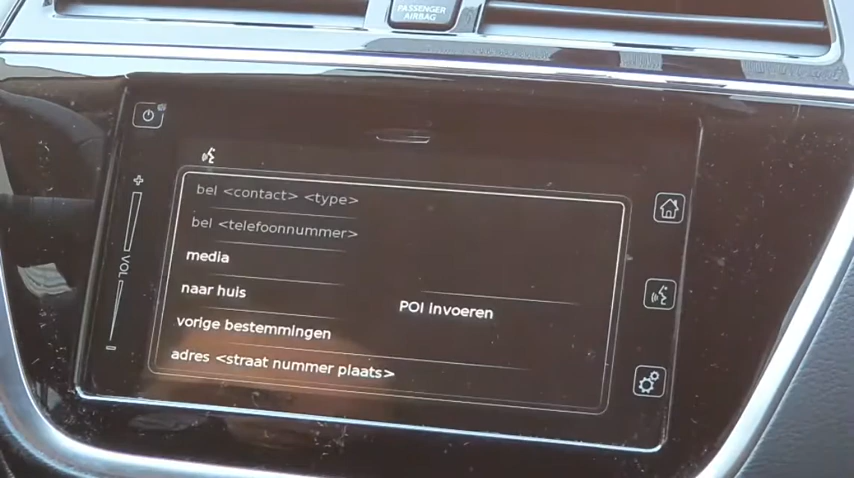 PASSENGER
AIRBAG
bel <contact> <type>
bel <telefoonnummer>
media
naar huis
POI invoeren
vorige bestemmingen
adres <straat nummer plaats>
VOL